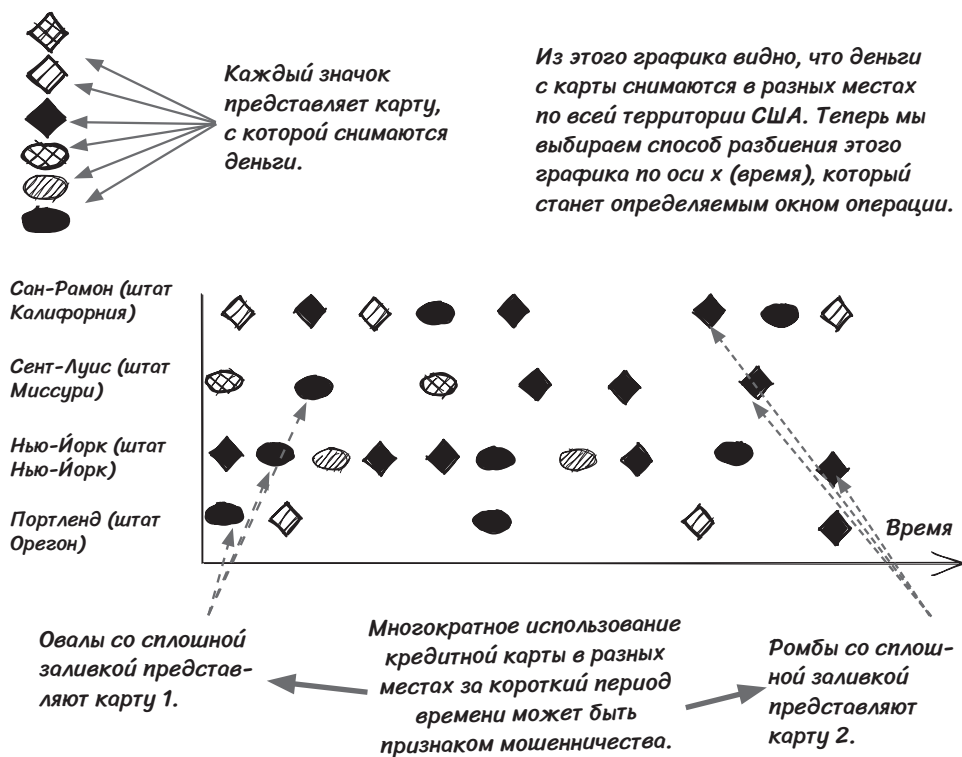 Каждый значок
представляет карту,
с которой снимаются
деньги.
Из этого графика видно, что деньги
с карты снимаются в разных местах
по всей территории США. Теперь мы
выбираем способ разбиения этого
графика по оси x (время), который
станет определяемым окном операции.
Сан-Рамон (штат
Калифорния)
Сент-Луис (штат
Миссури)
Нью-Йорк (штат
Нью-Йорк)
Портленд (штат
Орегон)
Время
Овалы со сплошной
заливкой представ-
ляют карту 1.
Многократное использование
кредитной карты в разных
местах за короткий период
времени может быть
признаком мошенничества.
Ромбы со сплош-
ной заливкой
представляют
карту 2.